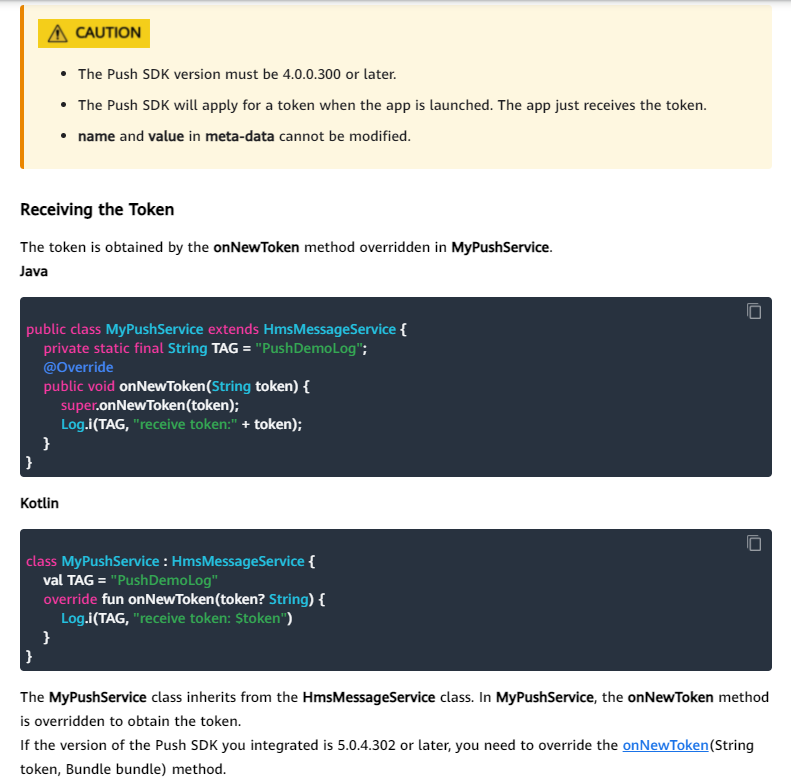 CAUTION
• The Push SDK version must be 4.0.0.300 or later.
• The Push SDK will apply for a token when the app is launched. The app just receives the token.
• name and value in meta-data cannot be modified.
Receiving the Token
The token is obtained by the onNewToken method overridden in MyPushService.
Java
public class MyPushService extends HmsMessageService {
private static final String TAG = "PushDemoLog";
@Override
public void onNewToken(String token) {
super.onNewToken(token);
Log.i(TAG, "receive token:" + token);
}
}
Kotlin
class MyPushService : HmsMessageService {
val TAG = "PushDemoLog"
override fun onNewToken(token? String) {
Log.i(TAG, "receive token: $token")
}
}
The MyPushService class inherits from the HmsMessageService class. In MyPushService, the onNewToken method
is overridden to obtain the token.
If the version of the Push SDK you integrated is 5.0.4.302 or later, you need to override the onNewToken(String
token, Bundle bundle) method.